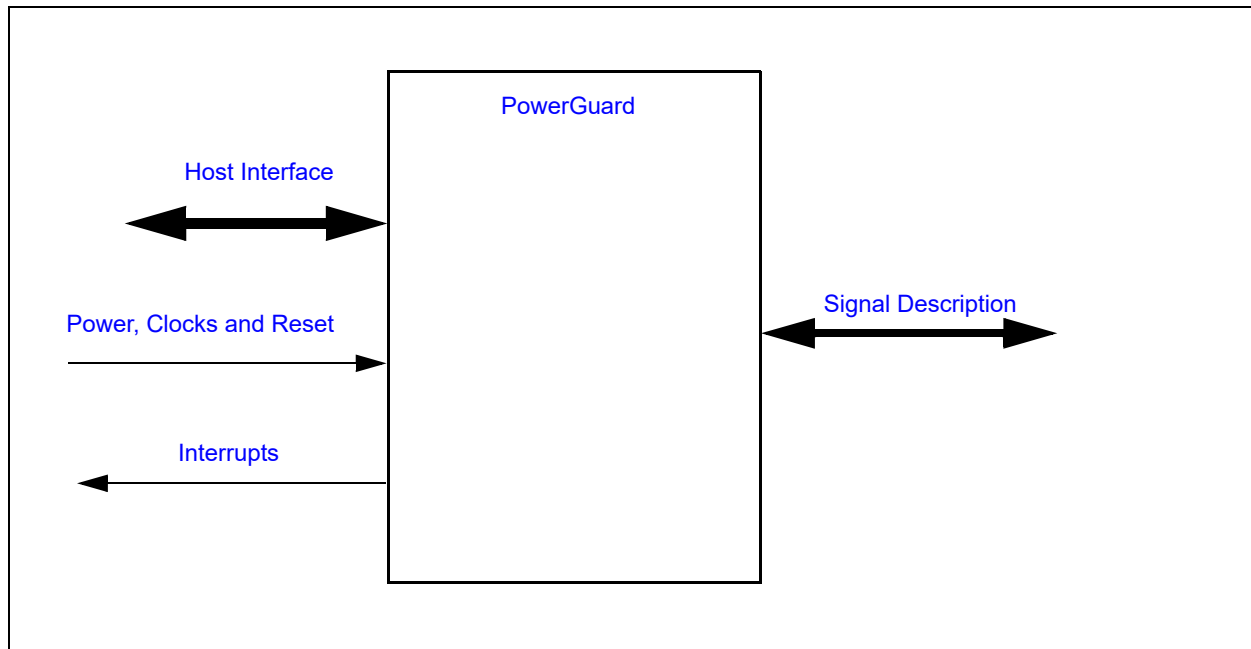 PowerGuard
Host Interface
Signal Description
Power, Clocks and Reset
Interrupts